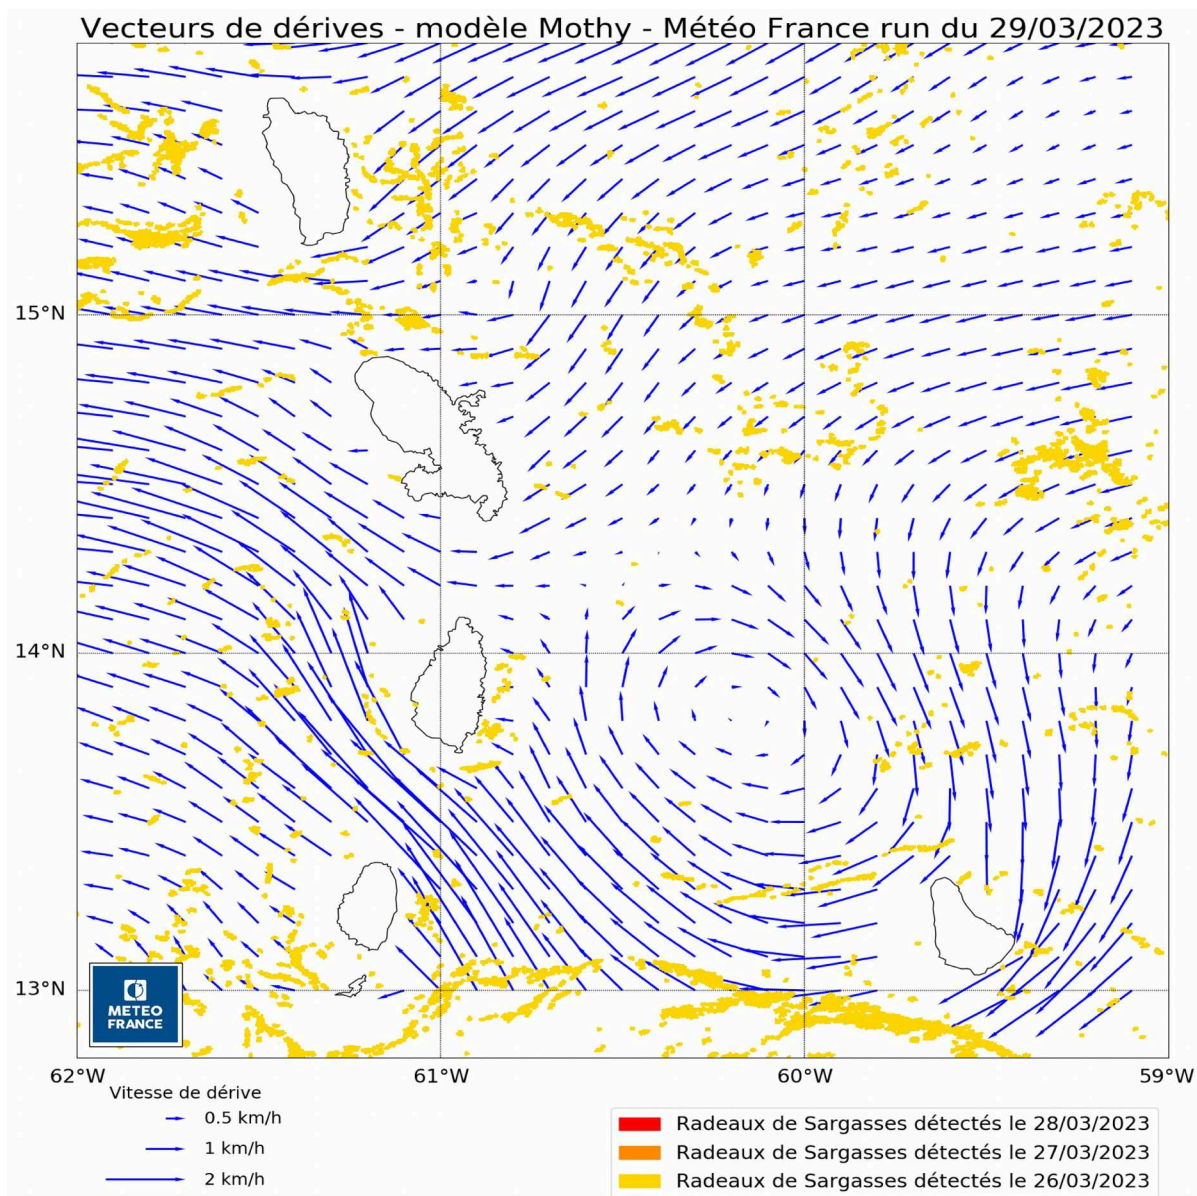 Vecteurs de dérives - modèle Mothy - Météo France run du 29/03/2023
15°N
14°N
13°N
METEO
FRANCE
62°W 61°W 60°W 59°W
Vitesse de dérive
0.5 km/h
1 km/h
2 km/h
Radeaux de Sargasses détectés le 28/03/2023
Radeaux de Sargasses détectés le 27/03/2023
Radeaux de Sargasses détectés le 26/03/2023